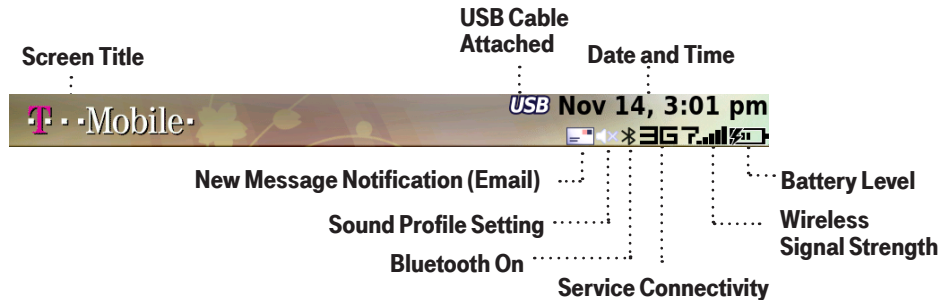 USB Cable
Attached
Screen Title
Date and Time
USB Nov 14, 3:01 pm
T··Mobile·
3G
New Message Notification (Email)
Battery Level
Sound Profile Setting
Wireless
Signal Strength
Bluetooth On
Service Connectivity